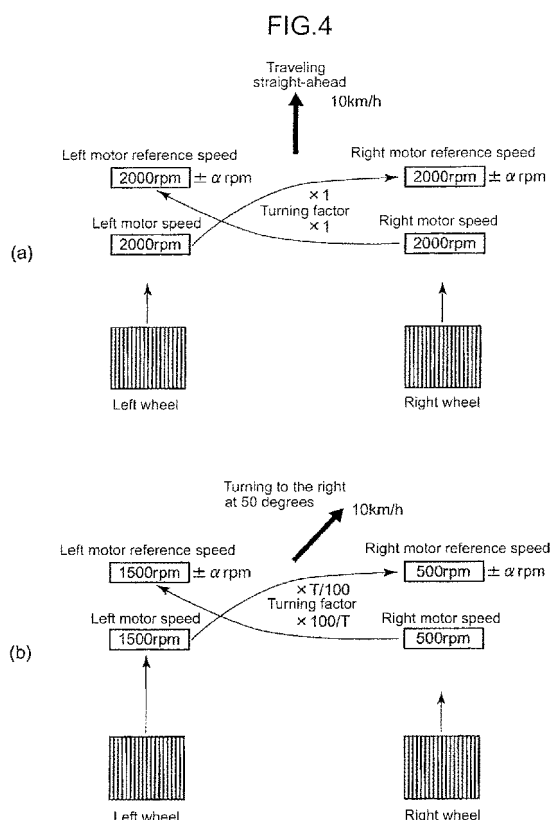 FIG.4
Traveling
straight-ahead
10km/h
Left motor reference speed
Right motor reference speed
2000rpm ± α rpm
2000rpm ± α rpm
×1
Left motor speed
Turning factor
Right motor speed
×1
2000rpm
2000rpm
(a)
Left wheel
Right wheel
Turning to the right
at 50 degrees
10km/h
Left motor reference speed
Right motor reference speed
1500rpm ± α rpm
500rpm ± α rpm
×T/100
Left motor speed
Turning factor
Right motor speed
×100/T
1500rpm
500rpm
(b)
Left wheel
Right wheel